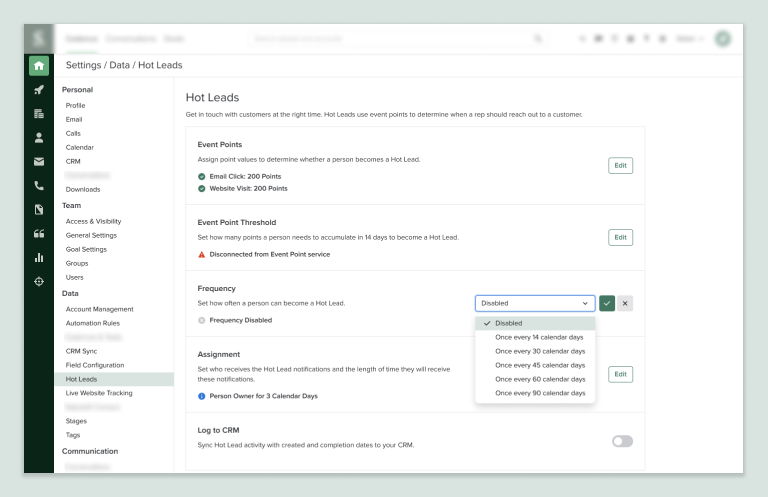 Settings / Data / Hot Leads
Personal
Profile
Email
Calls
Calendar
CRM
Downloads
Team
Access & Visibility
General Settings
Goal Settings
Groups
Users
Data
Account Management
Automation Rules
CRM Sync
Field Configuration
Hot Leads
Live Website Tracking
Stages
Tags
Communication
Hot Leads
Get in touch with customers at the right time. Hot Leads use event points to determine when a rep should reach out to a customer.
Event Points
Assign point values to determine whether a person becomes a Hot Lead.
Email Click: 200 Points
Website Visit: 200 Points
Edit
Event Point Threshold
Set how many points a person needs to accumulate in 14 days to become a Hot Lead.
Disconnected from Event Point service
Edit
Frequency
Set how often a person can become a Hot Lead.
Frequency Disabled
Disabled
Disabled
Once every 14 calendar days
Once every 30 calendar days
Once every 45 calendar days
Once every 60 calendar days
Once every 90 calendar days
Assignment
Set who receives the Hot Lead notifications and the length of time they will receive
these notifications.
Person Owner for 3 Calendar Days
Edit
Log to CRM
Sync Hot Lead activity with created and completion dates to your CRM.